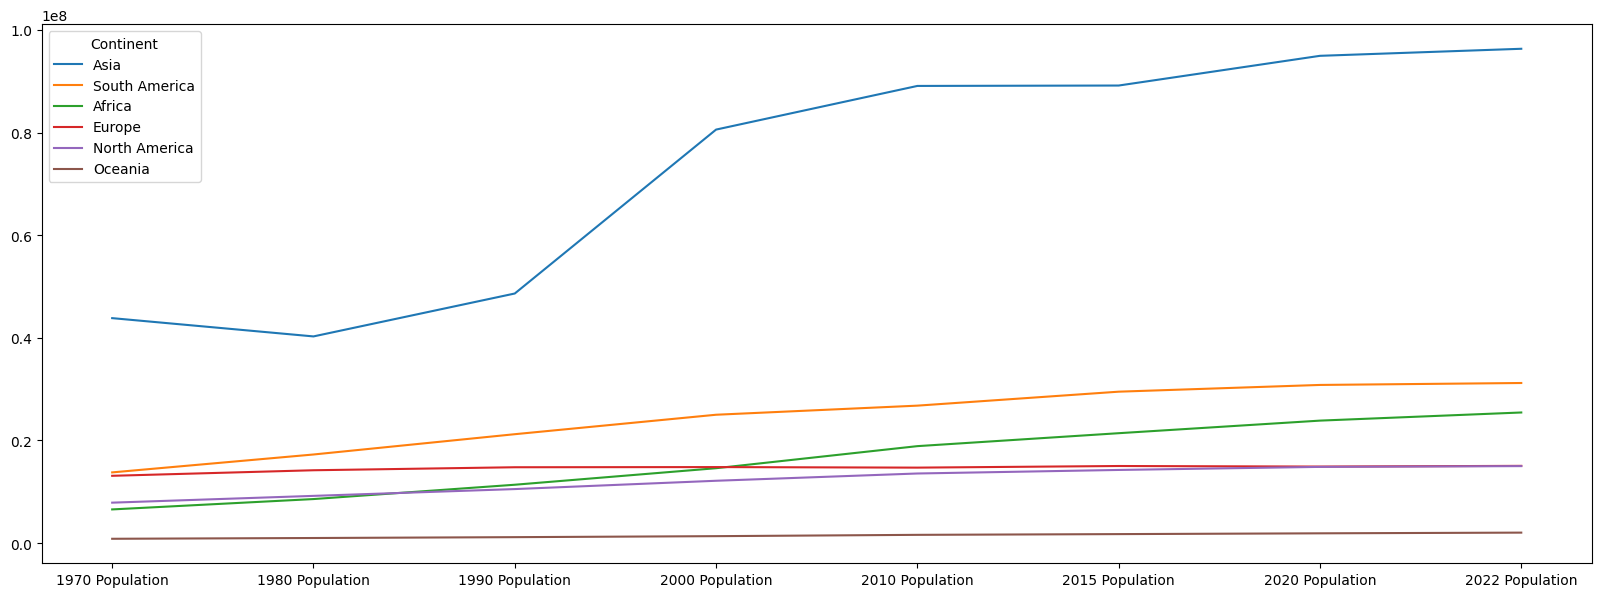 1e8
1.0
0.8
0.6
0.4
0.2
0.0
Continent
Asia
South America
Africa
Europe
North America
Oceania
1970 Population 1980 Population 1990 Population 2000 Population 2010 Population 2015 Population 2020 Population 2022 Population